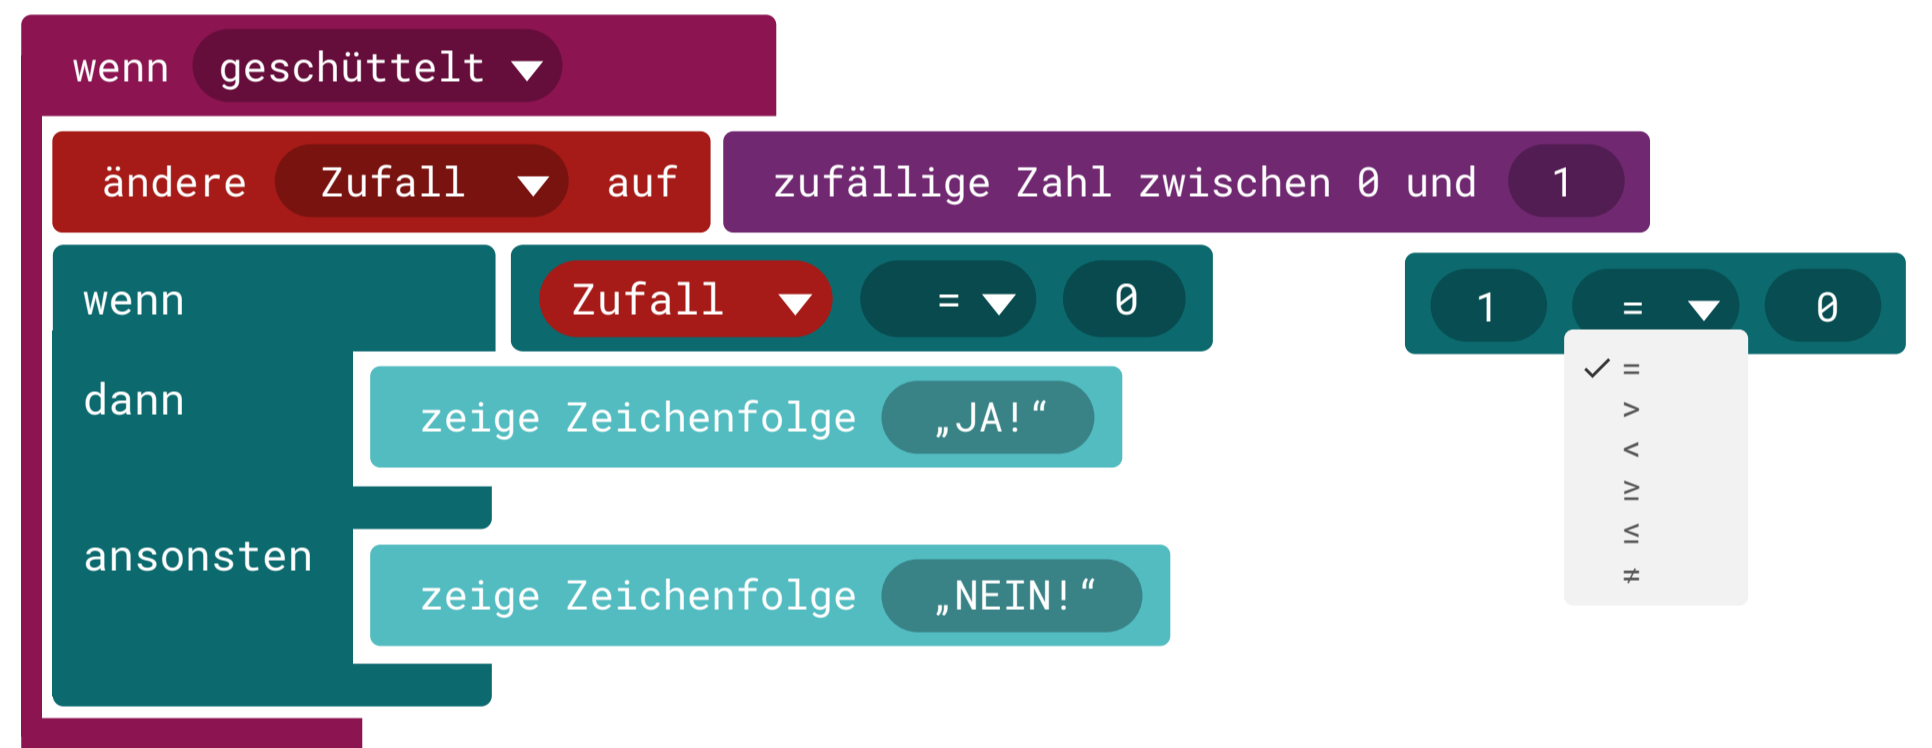 wenn geschüttelt
ändere Zufall auf zufällige Zahl zwischen 0 und 1
wenn Zufall = 0
1 = 0
dann
zeige Zeichenfolge „JA!“
ansonsten
zeige Zeichenfolge „NEIN!“
=
>
<
≥
≤
≠